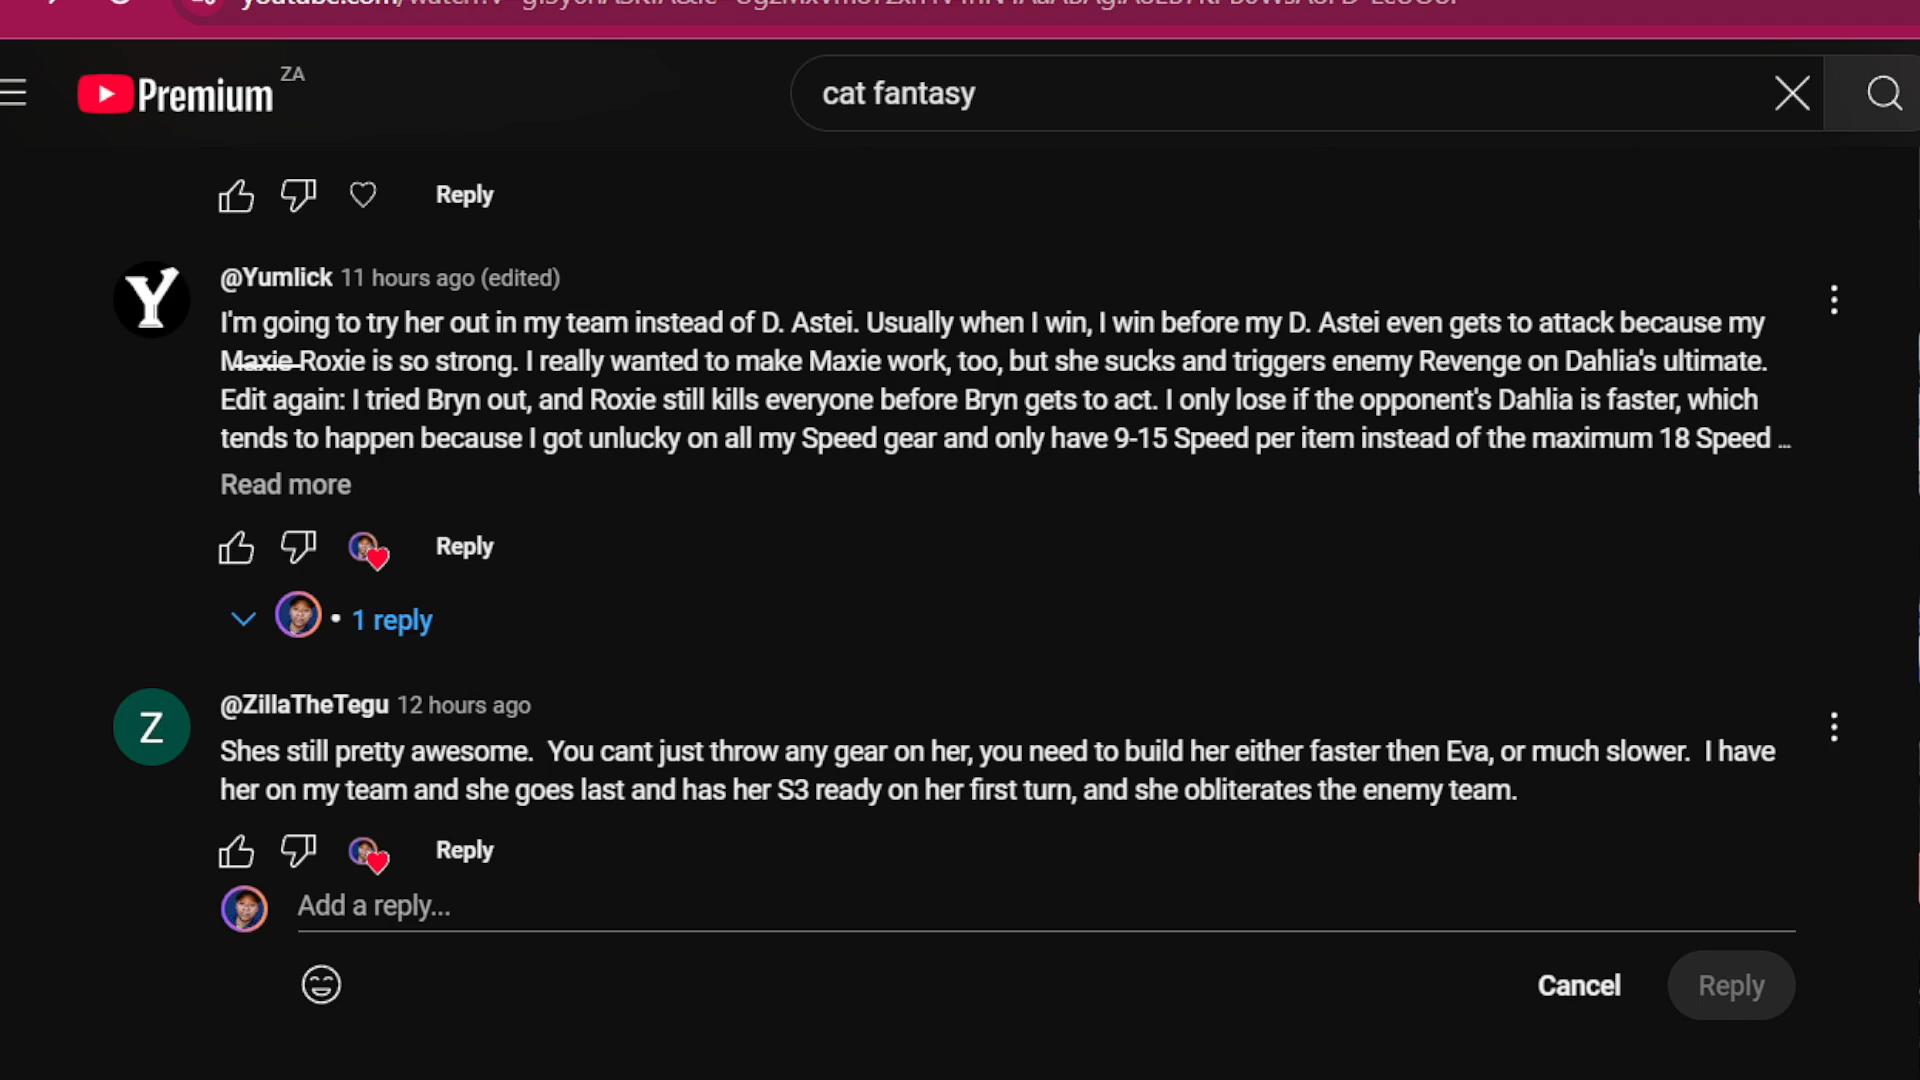 Premium ZA
cat fantasy
Reply
@Yumlick 11 hours ago (edited)
I'm going to try her out in my team instead of D. Astei. Usually when I win, I win before my D. Astei even gets to attack because my
Maxie Roxie is so strong. I really wanted to make Maxie work, too, but she sucks and triggers enemy Revenge on Dahlia's ultimate.
Edit again: I tried Bryn out, and Roxie still kills everyone before Bryn gets to act. I only lose if the opponent's Dahlia is faster, which
tends to happen because I got unlucky on all my Speed gear and only have 9-15 Speed per item instead of the maximum 18 Speed ...
Read more
Reply
• 1 reply
Z
@ZillaTheTegu 12 hours ago
Shes still pretty awesome.  You cant just throw any gear on her, you need to build her either faster then Eva, or much slower.  I have
her on my team and she goes last and has her S3 ready on her first turn, and she obliterates the enemy team.
Reply
Add a reply...
Cancel
Reply
Y